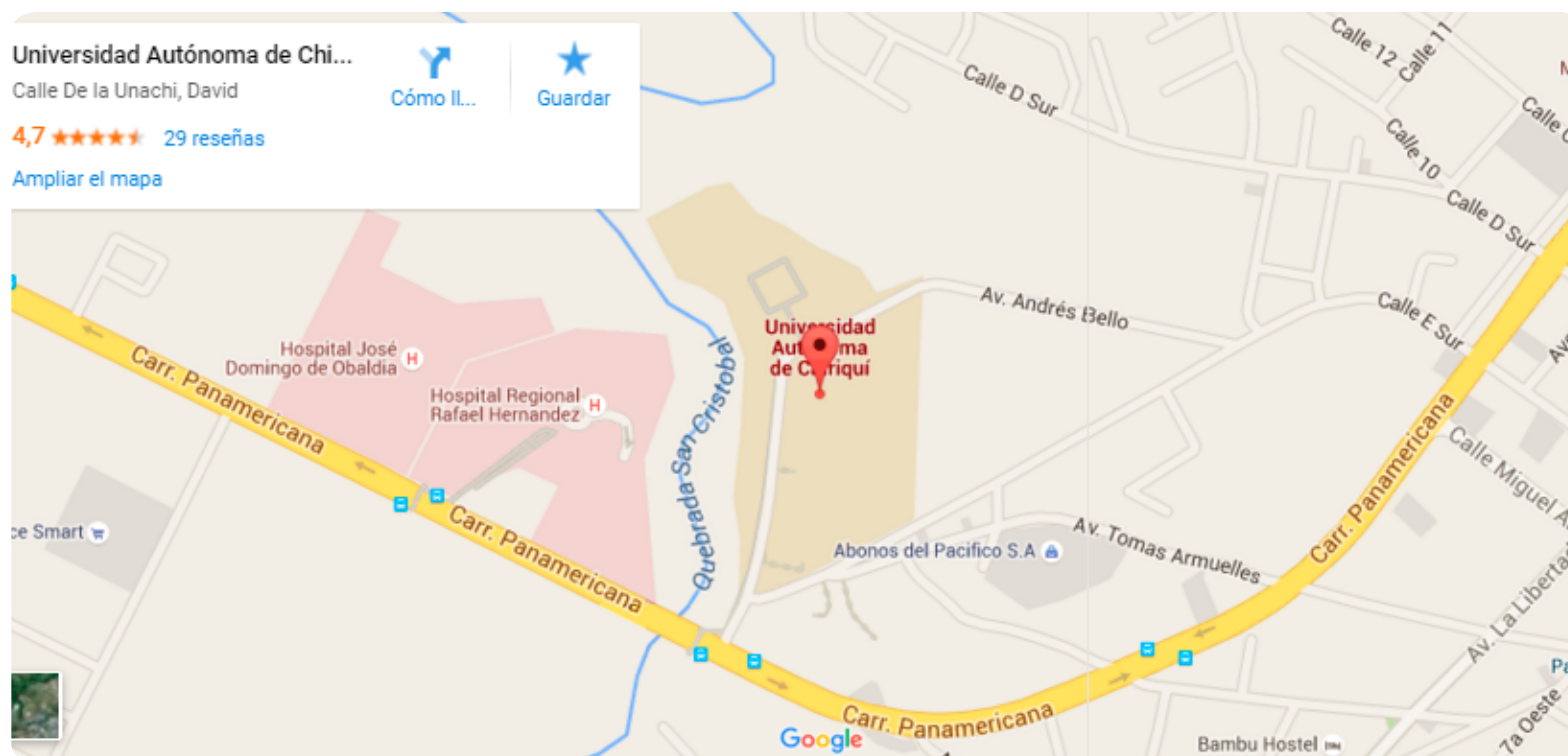 Universidad Autónoma de Chi...
Calle De la Unachi, David
4,7
29 reseñas
Ampliar el mapa
Cómo ll...
Guardar
Calle D Sur
Calle 12
Calle 11
Calle
Calle 10
Calle D Sur
Av. Andrés Bello
Calle E Sur
Universidad
Autónoma
de Chiriquí
Hospital José
Domingo de Obaldia
H
Hospital Regional
Rafael Hernandez
H
Carr. Panamericana
Quebrada San Cristobal
Carr. Panamericana
Carr. Panamericana
Calle Miguel A
ce Smart
Abonos del Pacifico S.A
Av. Tomas Armuelles
Av. La Libertad
Carr. Panamericana
Pa
7a Oeste
Google
Bambu Hostel